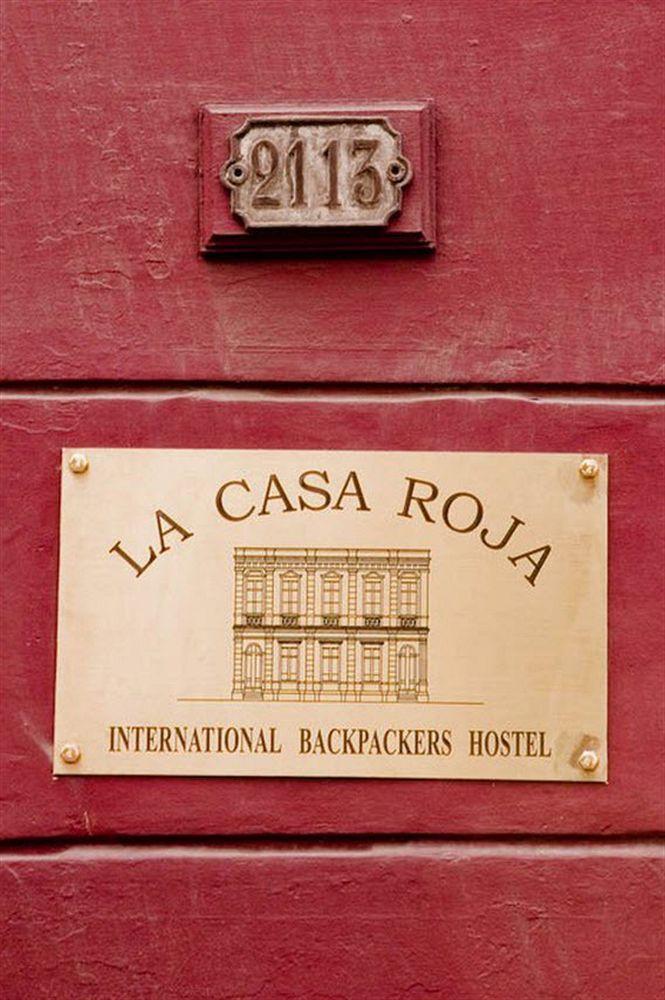 2113
LA CASA ROJA
INTERNATIONAL BACKPACKERS HOSTEL